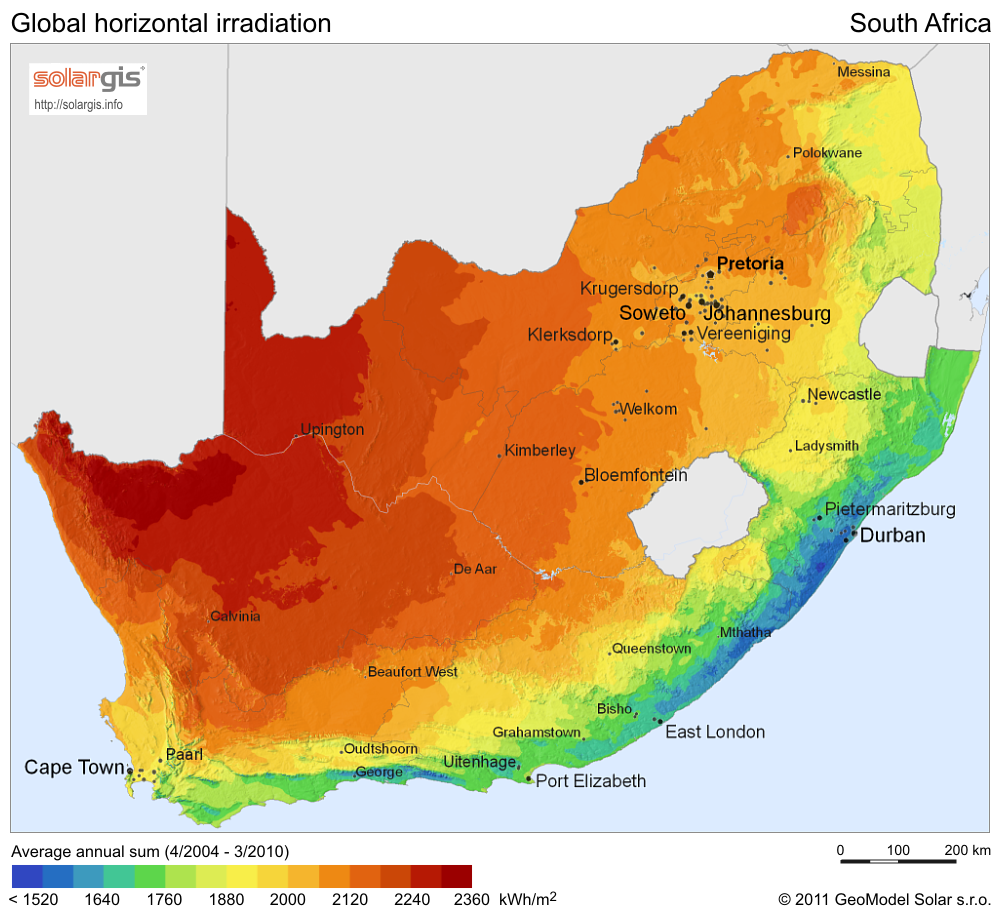 Global horizontal irradiation
South Africa
solargis
http://solargis.info
Messina
Polokwane
Pretoria
Krugersdorp
Soweto
Johannesburg
Klerksdorp
Vereeniging
Newcastle
Welkom
Upington
Ladysmith
Kimberley
Bloemfontein
Pietermaritzburg
Durban
De Aar
Calvinia
Mthatha
Queenstown
Beaufort West
Bisho
East London
Grahamstown
Oudtshoorn
Paarl
Uitenhage
Cape Town
George
Port Elizabeth
Average annual sum (4/2004 - 3/2010)
0 100 200 km
< 1520 1640 1760 1880 2000 2120 2240 2360 kWh/m2
© 2011 GeoModel Solar s.r.o.